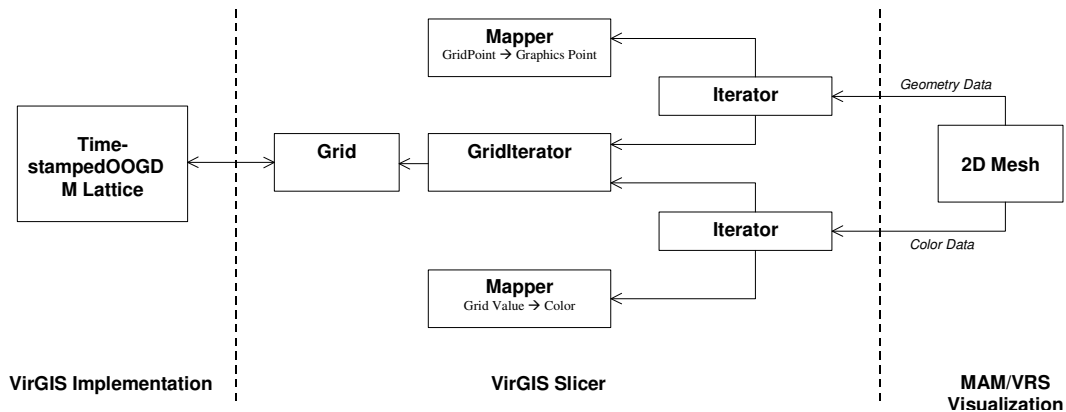 Mapper
GridPoint → Graphics Point
Iterator
Geometry Data
Time-
stampedOOGD
M Lattice
Grid
GridIterator
2D Mesh
Iterator
Color Data
Mapper
Grid Value → Color
VirGIS Implementation
VirGIS Slicer
MAM/VRS
Visualization